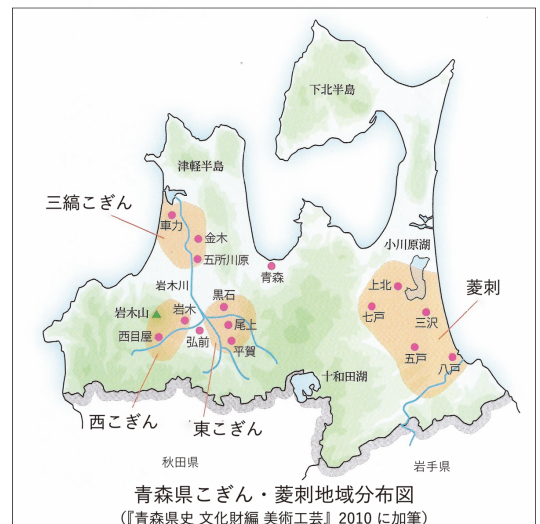 下北半島
津軽半島
三縞こぎん
車力
金木
五所川原
青森
小川原湖
岩木川
黒石
上北
菱刺
岩木山
岩木
七戸
三沢
尾上
西目屋
弘前
平賀
五戸
八戸
十和田湖
西こぎん
東こぎん
秋田県
岩手県
青森県こぎん・菱刺地域分布図
(『青森県史 文化財編 美術工芸』2010 に加筆)